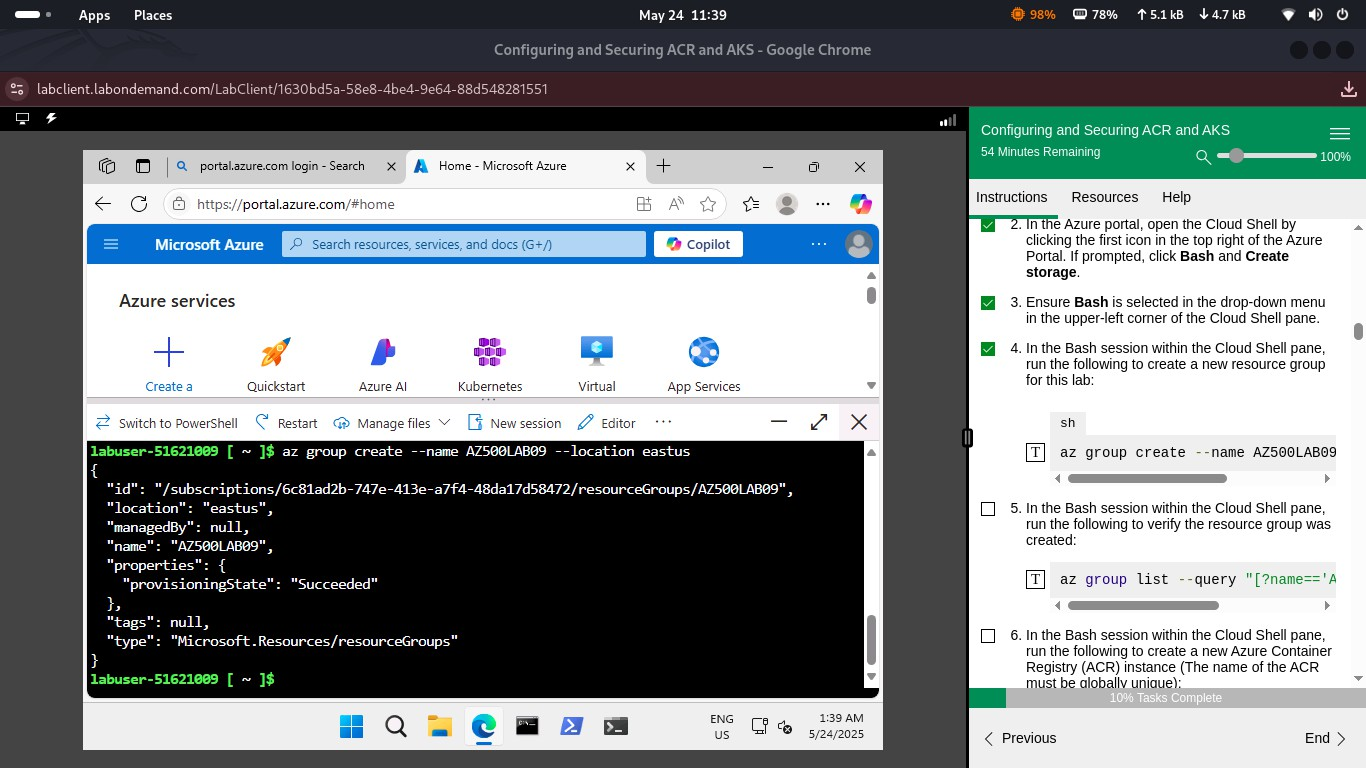 Apps Places May 24 11:39 98% 78% 5.1 kB 4.7 kB
Configuring and Securing ACR and AKS - Google Chrome
labclient.labondemand.com/LabClient/1630bd5a-58e8-4be4-9e64-88d548281551
portal.azure.com login - Search
Home - Microsoft Azure
https://portal.azure.com/#home
Microsoft Azure
Search resources, services, and docs (G+/)
Copilot
Azure services
Create a
Quickstart
Azure AI
Kubernetes
Virtual
App Services
Switch to PowerShell
Restart
Manage files
New session
Editor
labuser-51621009 [ ~ ]$ az group create --name AZ500LAB09 --location eastus
{
"id": "/subscriptions/6c81ad2b-747e-413e-a7f4-48da17d58472/resourceGroups/AZ500LAB09",
"location": "eastus",
"managedBy": null,
"name": "AZ500LAB09",
"properties": {
"provisioningState": "Succeeded"
},
"tags": null,
"type": "Microsoft.Resources/resourceGroups"
}
labuser-51621009 [ ~ ]$
ENG
US
1:39 AM
5/24/2025
Configuring and Securing ACR and AKS
54 Minutes Remaining
100%
Instructions Resources Help
2. In the Azure portal, open the Cloud Shell by
clicking the first icon in the top right of the Azure
Portal. If prompted, click Bash and Create
storage.
3. Ensure Bash is selected in the drop-down menu
in the upper-left corner of the Cloud Shell pane.
4. In the Bash session within the Cloud Shell pane,
run the following to create a new resource group
for this lab:
sh
T az group create --name AZ500LAB09
5. In the Bash session within the Cloud Shell pane,
run the following to verify the resource group was
created:
T az group list --query "[?name=='A
6. In the Bash session within the Cloud Shell pane,
run the following to create a new Azure Container
Registry (ACR) instance (The name of the ACR
must be globally unique):
10% Tasks Complete
Previous
End